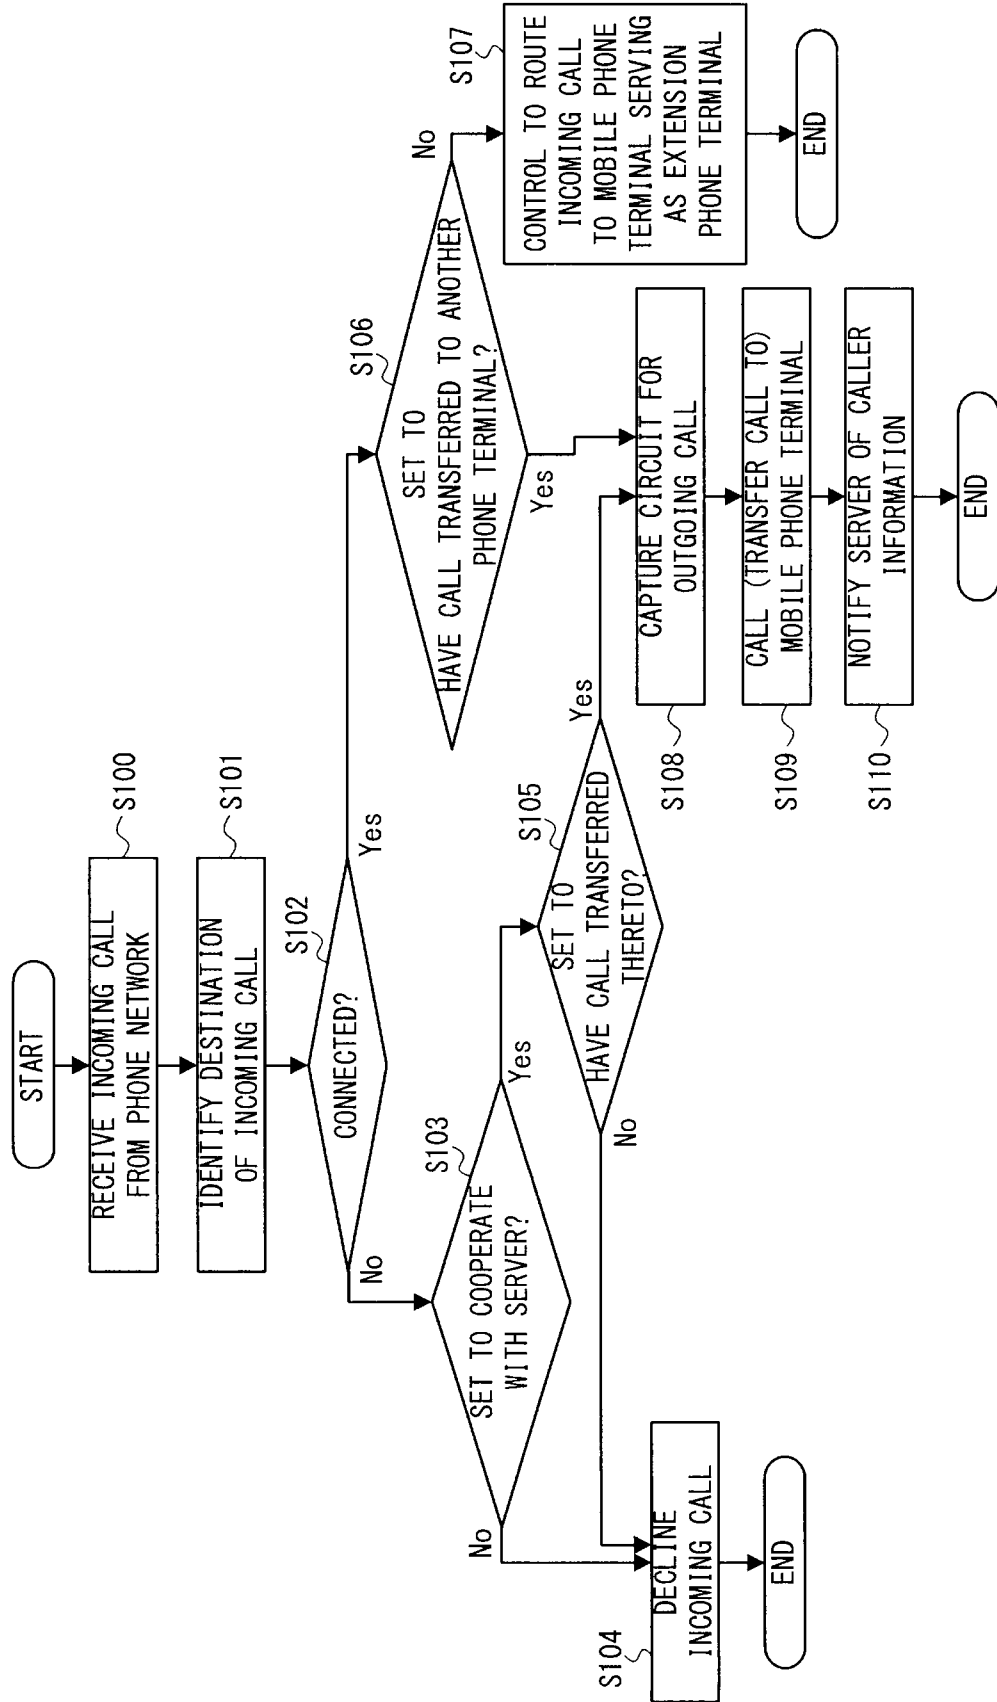 START
RECEIVE INCOMING CALL
FROM PHONE NETWORK
S100
IDENTIFY DESTINATION
OF INCOMING CALL
S101
CONNECTED?
S102
Yes
No
SET TO COOPERATE
WITH SERVER?
S103
Yes
No
SET TO
HAVE CALL TRANSFERRED
THERETO?
S105
Yes
No
DECLINE
INCOMING CALL
S104
END
SET TO
HAVE CALL TRANSFERRED TO ANOTHER
PHONE TERMINAL?
S106
Yes
No
CONTROL TO ROUTE
INCOMING CALL
TO MOBILE PHONE
TERMINAL SERVING
AS EXTENSION
PHONE TERMINAL
S107
END
CAPTURE CIRCUIT FOR
OUTGOING CALL
S108
CALL (TRANSFER CALL TO)
MOBILE PHONE TERMINAL
S109
NOTIFY SERVER OF CALLER
INFORMATION
S110
END